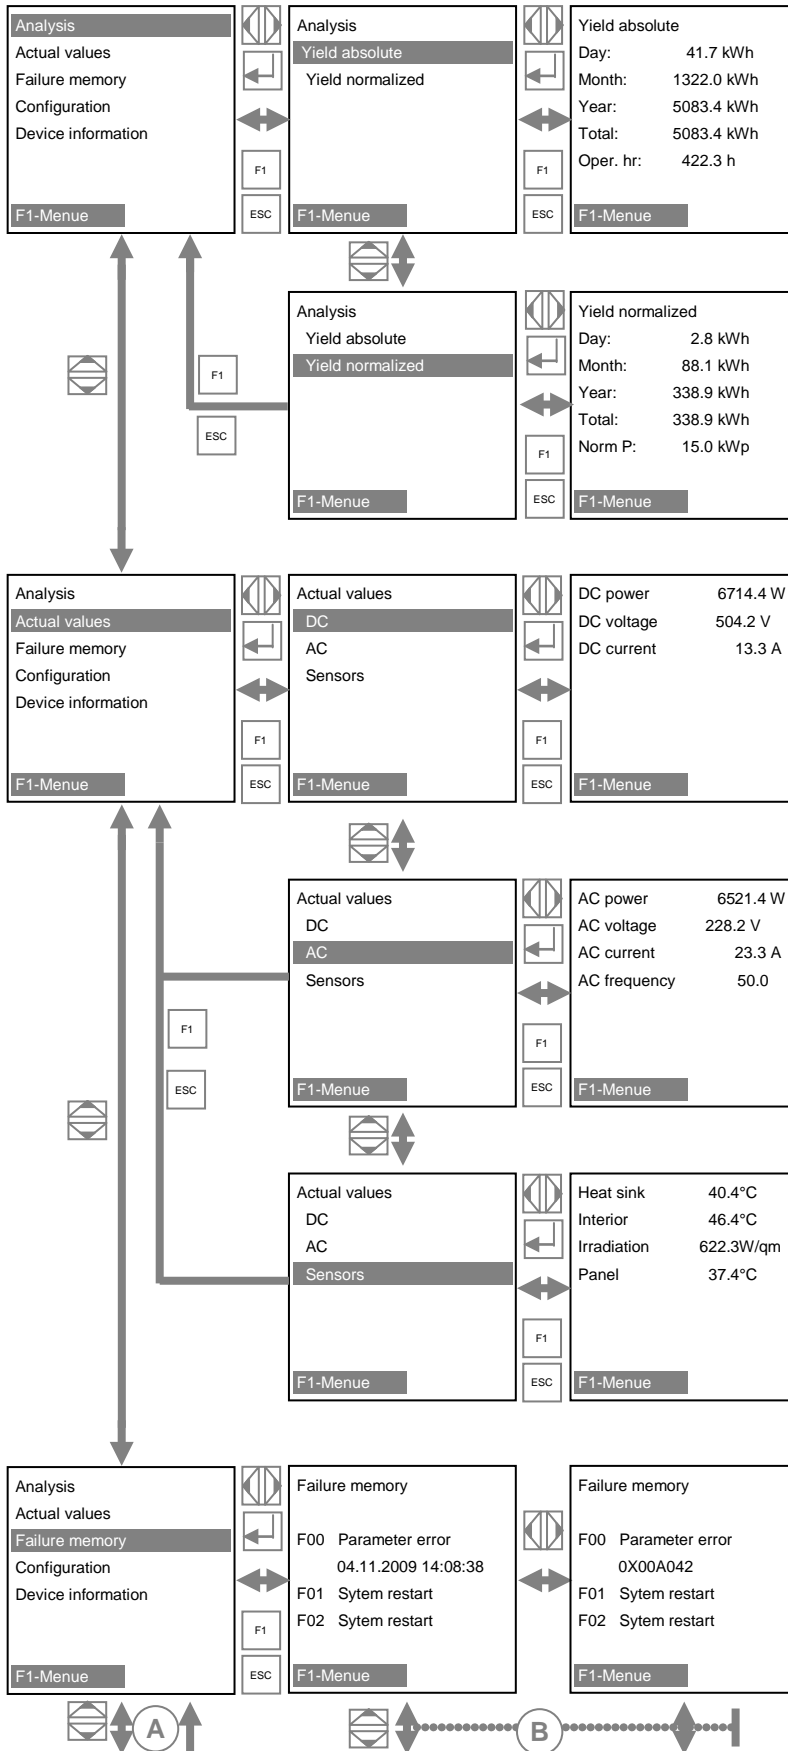 Analysis
Actual values
Failure memory
Configuration
Device information
F1-Menue
F1
ESC
Analysis
Yield absolute
Yield normalized
F1
ESC
Yield absolute
Day: 41.7 kWh
Month: 1322.0 kWh
Year: 5083.4 kWh
Total: 5083.4 kWh
Oper. hr: 422.3 h
F1-Menue
F1
ESC
Analysis
Yield absolute
Yield normalized
F1-Menue
F1
ESC
Yield normalized
Day: 2.8 kWh
Month: 88.1 kWh
Year: 338.9 kWh
Total: 338.9 kWh
Norm P: 15.0 kWp
F1-Menue
Analysis
Actual values
Failure memory
Configuration
Device information
F1-Menue
F1
ESC
Actual values
DC
AC
Sensors
F1-Menue
F1
ESC
DC power 6714.4 W
DC voltage 504.2 V
DC current 13.3 A
F1-Menue
F1
ESC
Actual values
DC
AC
Sensors
F1-Menue
F1
ESC
AC power 6521.4 W
AC voltage 228.2 V
AC current 23.3 A
AC frequency 50.0
F1-Menue
Actual values
DC
AC
Sensors
F1-Menue
F1
ESC
Heat sink 40.4°C
Interior 46.4°C
Irradiation 622.3W/qm
Panel 37.4°C
F1-Menue
Analysis
Actual values
Failure memory
Configuration
Device information
F1-Menue
F1
ESC
Failure memory
F00 Parameter error
04.11.2009 14:08:38
F01 Sytem restart
F02 Sytem restart
F1-Menue
Failure memory
F00 Parameter error
0X00A042
F01 Sytem restart
F02 Sytem restart
F1-Menue
A
B